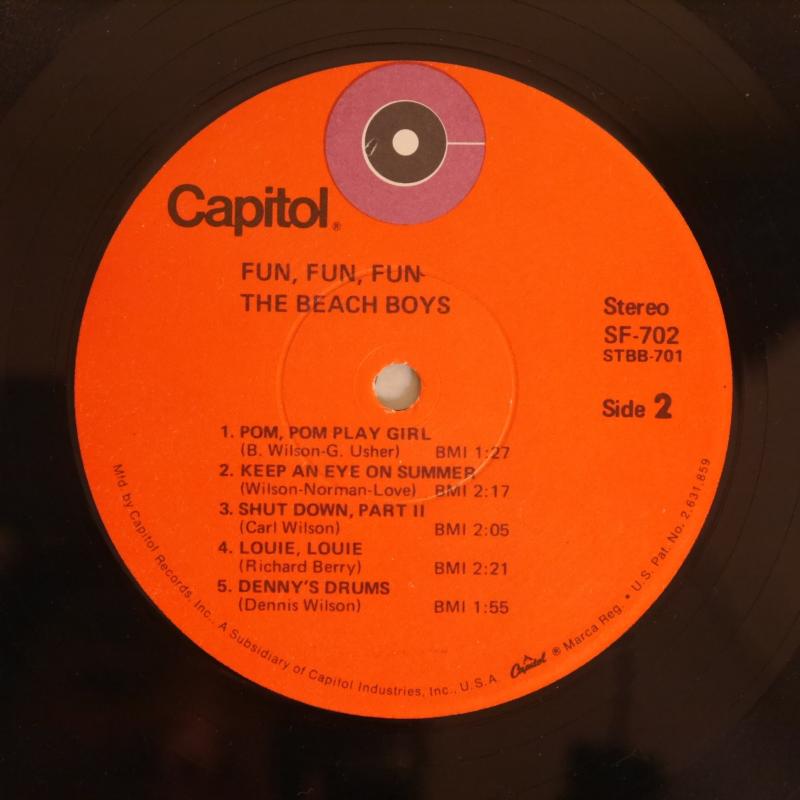 Capitol®
FUN, FUN, FUN
THE BEACH BOYS
Stereo
SF-702
STBB-701
Side 2
1. POM, POM PLAY GIRL
(B. Wilson-G. Usher) BMI 1:27
2. KEEP AN EYE ON SUMMER
(Wilson-Norman-Love) BMI 2:17
3. SHUT DOWN, PART II
(Carl Wilson) BMI 2:05
4. LOUIE, LOUIE
(Richard Berry) BMI 2:21
5. DENNY'S DRUMS
(Dennis Wilson) BMI 1:55
Mfd. by Capitol Records, Inc., A Subsidiary of Capitol Industries, Inc., U.S.A. Capitol ® Marca Reg. • U.S. Pat. No. 2,631,859